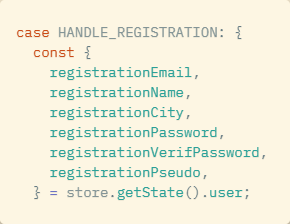 case HANDLE_REGISTRATION: {
  const {
    registrationEmail,
    registrationName,
    registrationCity,
    registrationPassword,
    registrationVerifPassword,
    registrationPseudo,
  } = store.getState().user;